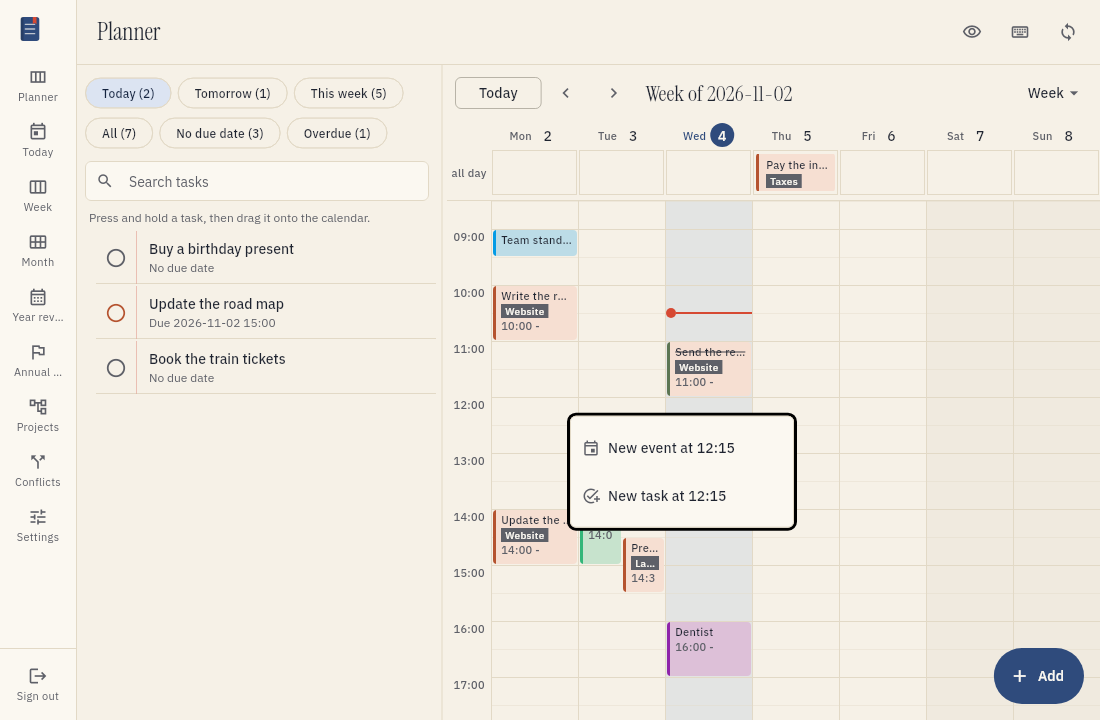 Planner
Planner
Today
Week
Month
Year rev...
Annual ...
Projects
Conflicts
Settings
Sign out
Today (2)
Tomorrow (1)
This week (5)
All (7)
No due date (3)
Overdue (1)
Search tasks
Press and hold a task, then drag it onto the calendar.
Buy a birthday present
No due date
Update the road map
Due 2026-11-02 15:00
Book the train tickets
No due date
Today
Week of 2026-11-02
Week
Mon 2
Tue 3
Wed 4
Thu 5
Fri 6
Sat 7
Sun 8
all day
Pay the in...
Taxes
09:00
Team stand...
10:00
Write the r...
Website
10:00 -
11:00
Send the re...
Website
11:00 -
12:00
New event at 12:15
13:00
New task at 12:15
14:00
Update the ...
Website
14:00 -
14:0
Pre...
La...
14:3
15:00
16:00
Dentist
16:00 -
17:00
Add